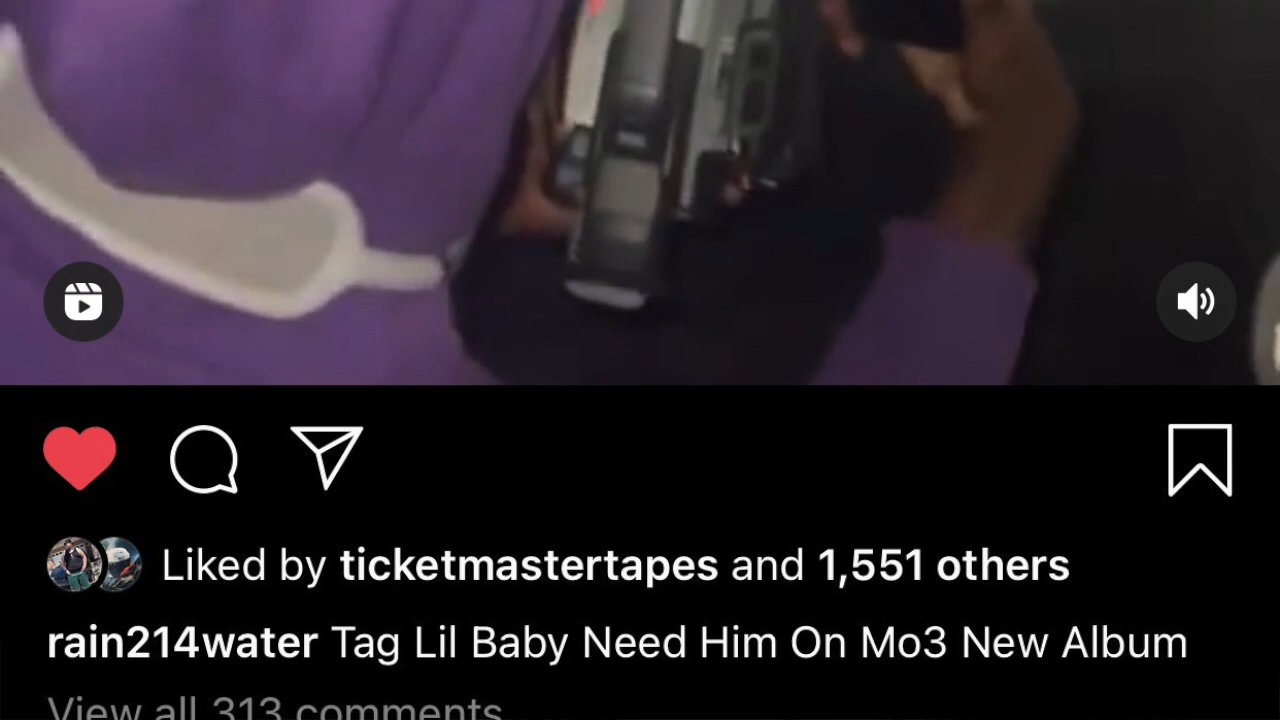 Liked by ticketmastertapes and 1,551 others
rain214water Tag Lil Baby Need Him On Mo3 New Album
View all 313 comments